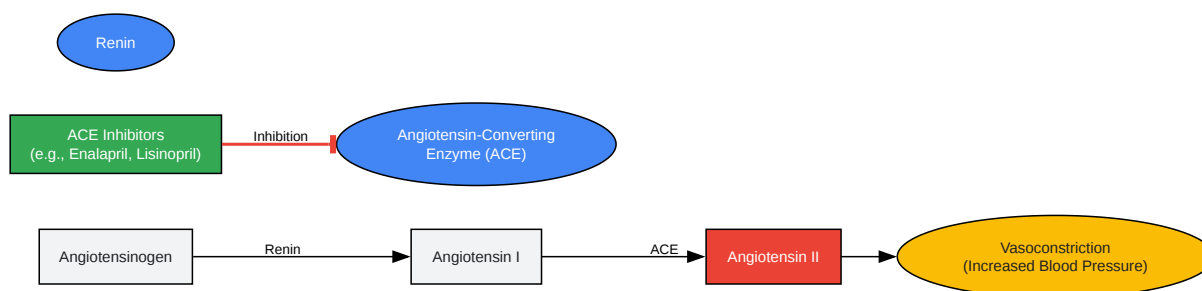 Renin
ACE Inhibitors
(e.g., Enalapril, Lisinopril)
Inhibition
Angiotensin-Converting
Enzyme (ACE)
Angiotensinogen
Renin
Angiotensin I
ACE
Angiotensin II
Vasoconstriction
(Increased Blood Pressure)